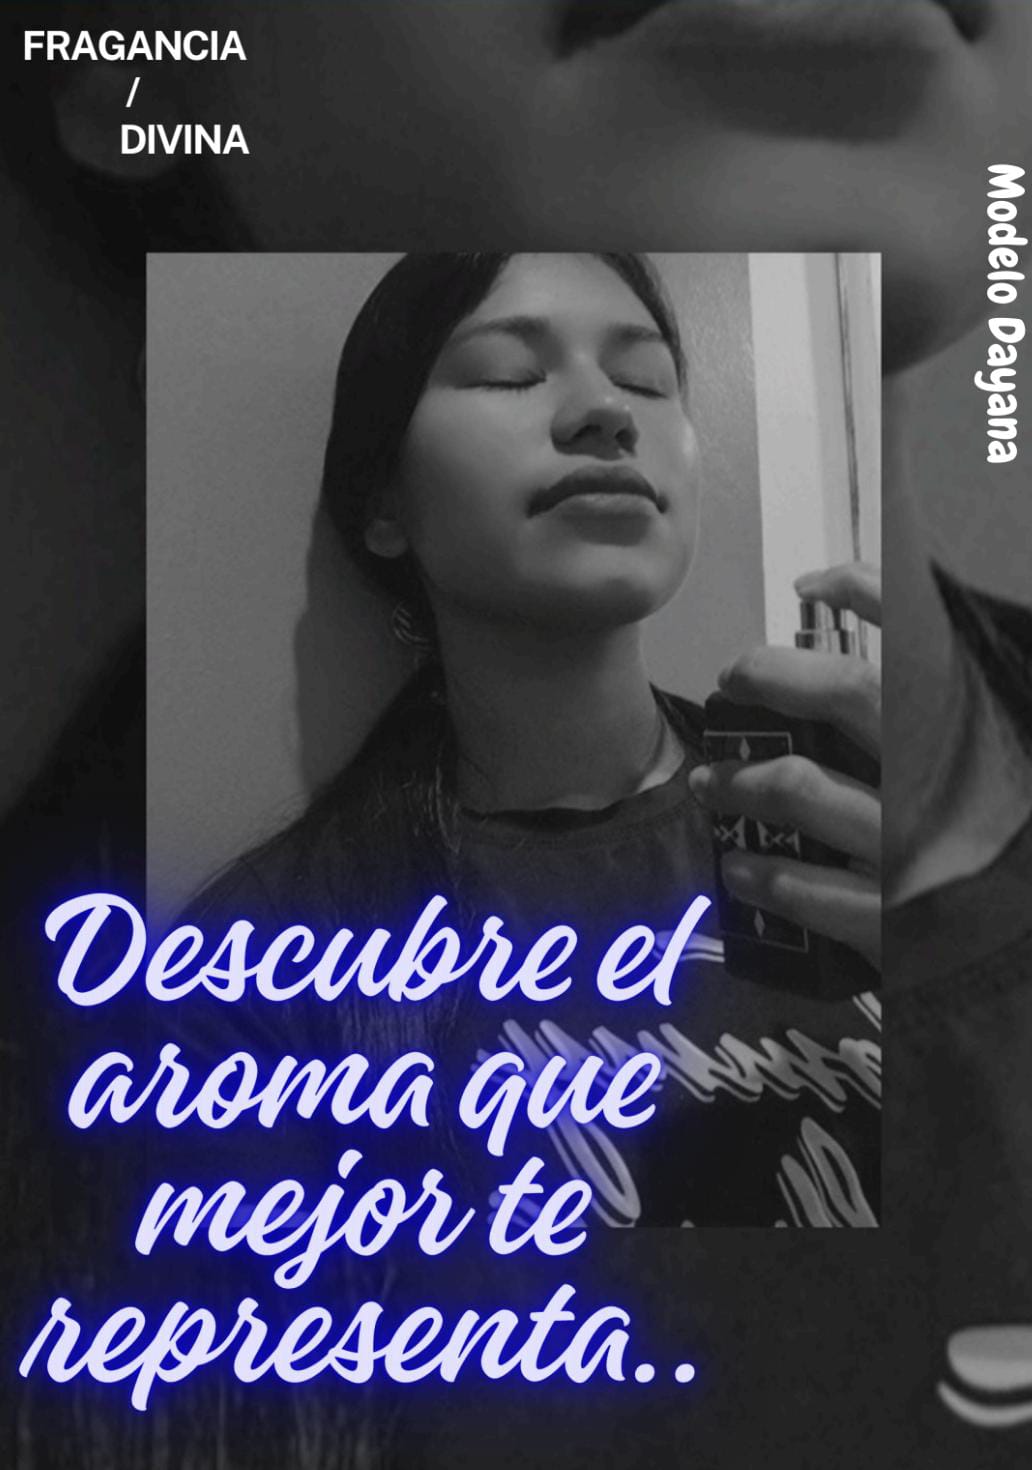 FRAGANCIA
/
DIVINA
Modelo Dayana
Descubre el
aroma que
mejor te
representa..